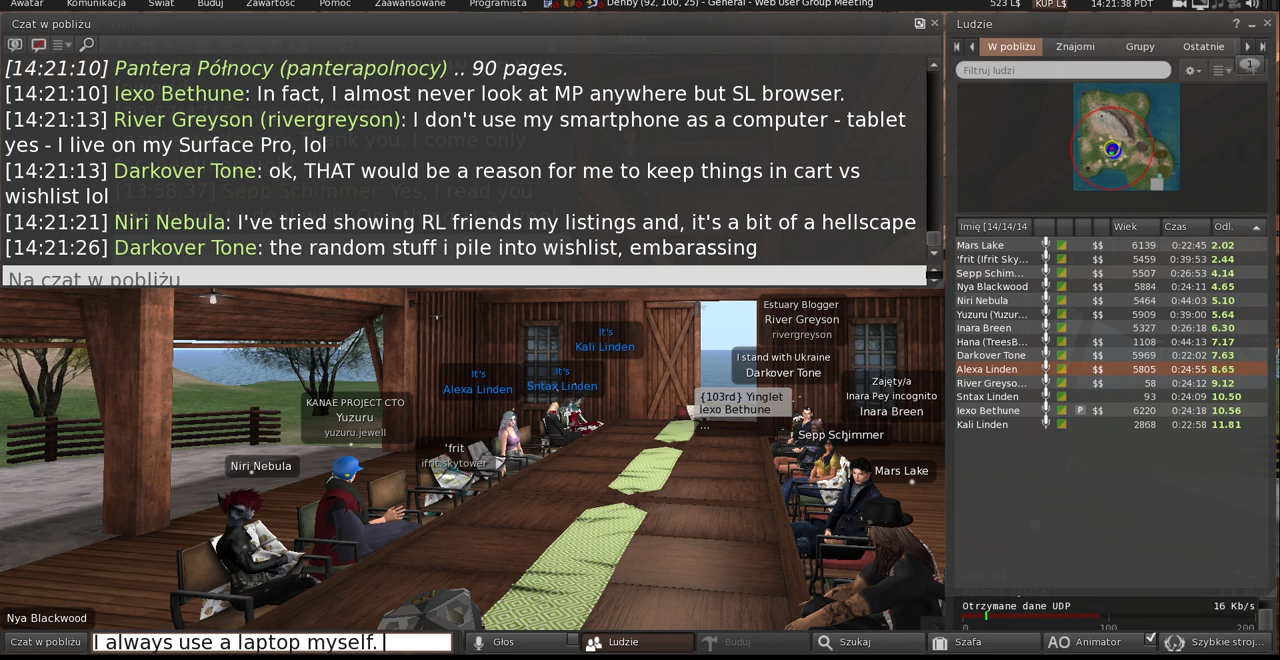 Awatar Komunikacja Świat Buduj Zawartość Pomoc Zaawansowane Programista Denby (92, 100, 25) - General - Web User Group Meeting 523 L$ KUP L$ 14:21:38 PDT
Czat w pobliżu
[14:21:10] Pantera Północy (panterapolnocy) .. 90 pages.
[14:21:10] Iexo Bethune: In fact, I almost never look at MP anywhere but SL browser.
[14:21:13] River Greyson (rivergreyson): I don't use my smartphone as a computer - tablet
yes - I live on my Surface Pro, lol
[14:21:13] Darkover Tone: ok, THAT would be a reason for me to keep things in cart vs
wishlist lol
[14:21:21] Niri Nebula: I've tried showing RL friends my listings and, it's a bit of a hellscape
[14:21:26] Darkover Tone: the random stuff i pile into wishlist, embarassing
Na czat w pobliżu
Estuary Blogger
River Greyson
rivergreyson
It's
Kali Linden
I stand with Ukraine
Darkover Tone
It's
Alexa Linden
It's
Sntax Linden
Zajęty/a
Inara Pey incognito
Inara Breen
{103rd} Yinglet
Iexo Bethune
...
KANAE PROJECT CTO
Yuzuru
yuzuru.jewell
Sepp Schimmer
'frit
ifrit.skytower
Niri Nebula
Mars Lake
Nya Blackwood
Ludzie
W pobliżu Znajomi Grupy Ostatnie
1
Filtruj ludzi
Imię [14/14/14 Wiek Czas Odl.
Mars Lake $$ 6139 0:22:45 2.02
'frit (Ifrit Sky... $$ 5459 0:39:53 2.44
Sepp Schim... $$ 5507 0:26:53 4.14
Nya Blackwood $$ 5884 0:24:11 4.65
Niri Nebula $$ 5464 0:44:03 5.10
Yuzuru (Yuzur... $$ 5909 0:39:00 5.64
Inara Breen 5327 0:26:18 6.30
Hana (TreesB... $$ 1108 0:44:13 7.17
Darkover Tone $$ 5969 0:22:02 7.63
Alexa Linden $$ 5805 0:24:55 8.65
River Greyso... $$ 58 0:24:12 9.12
Sntax Linden 93 0:24:09 10.50
Iexo Bethune P $$ 6220 0:24:18 10.56
Kali Linden 2868 0:22:58 11.81
Otrzymane dane UDP 16 Kb/s
0 100 200
Czat w pobliżu I always use a laptop myself. Głos Ludzie Buduj Szukaj Szafa AO Animator Szybkie stroj...